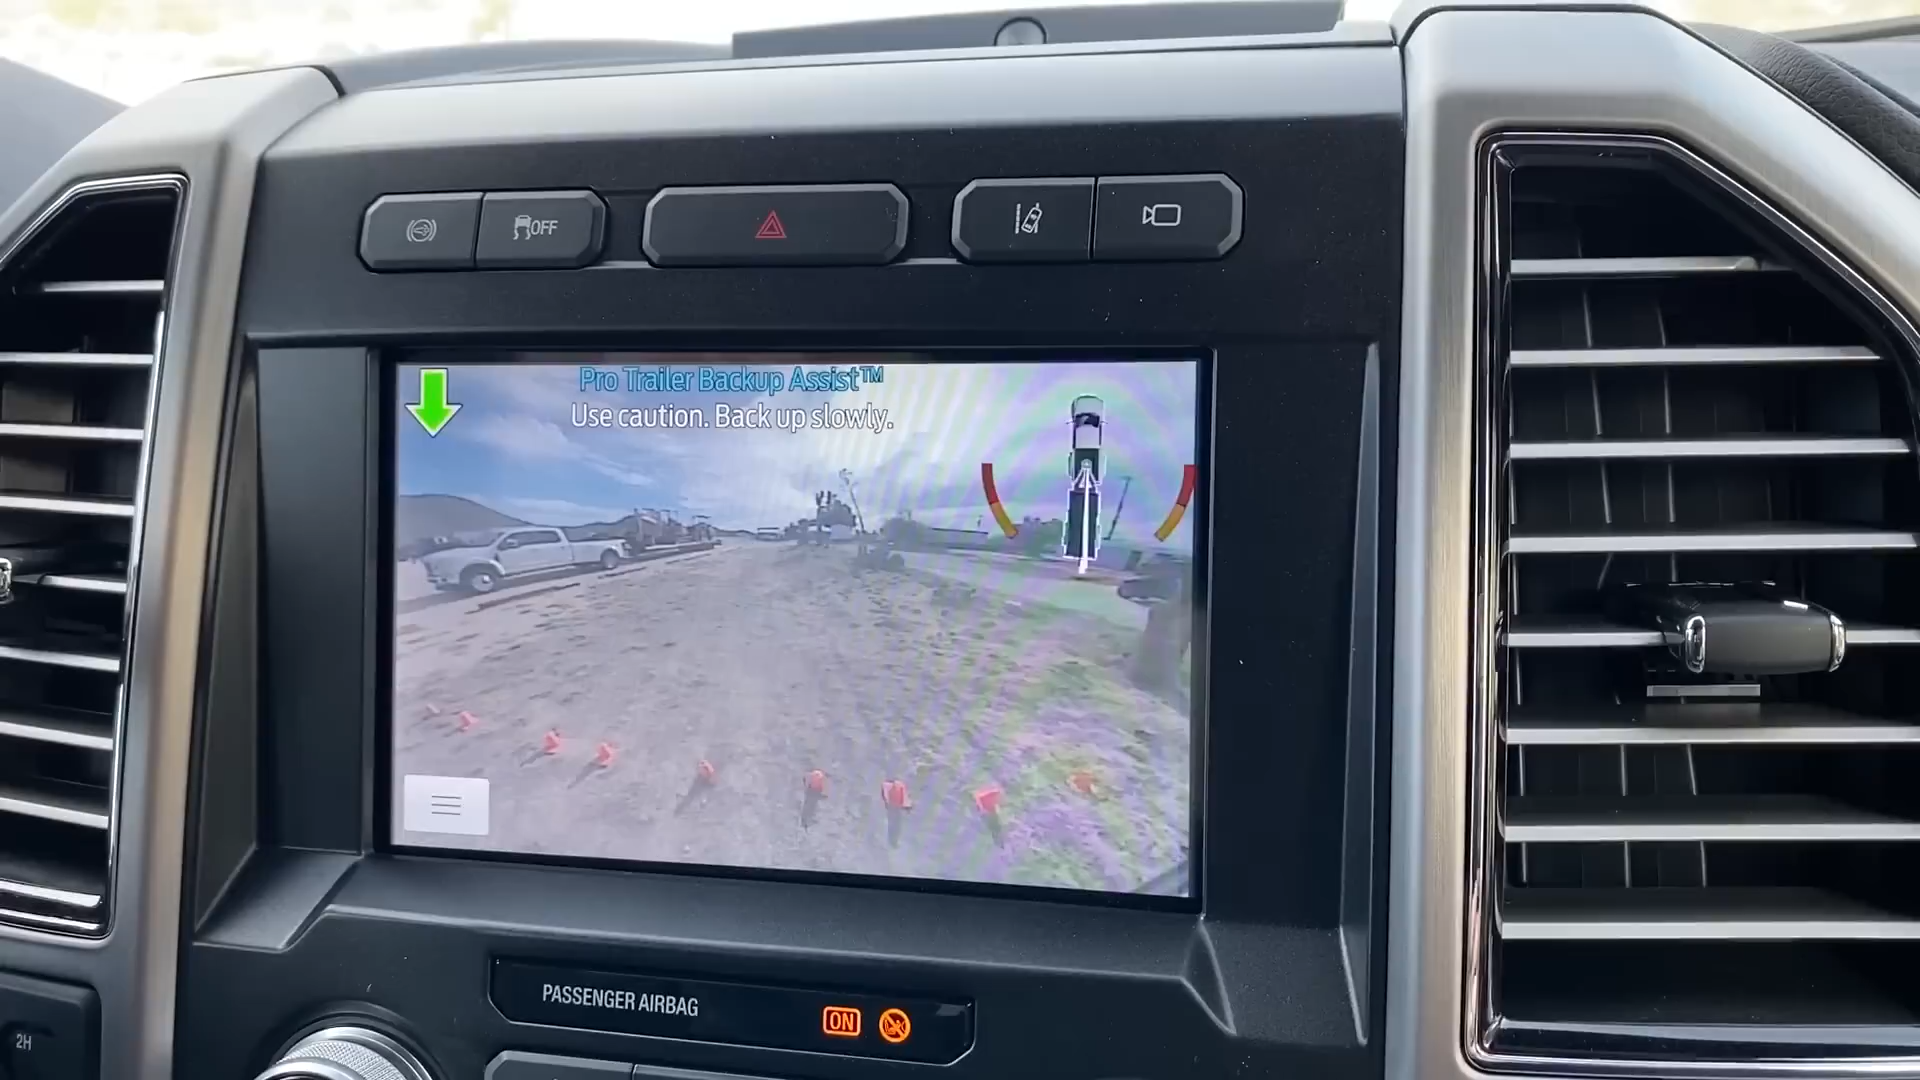 OFF
Pro Trailer Backup Assist™
Use caution. Back up slowly.
PASSENGER AIRBAG
ON
2H